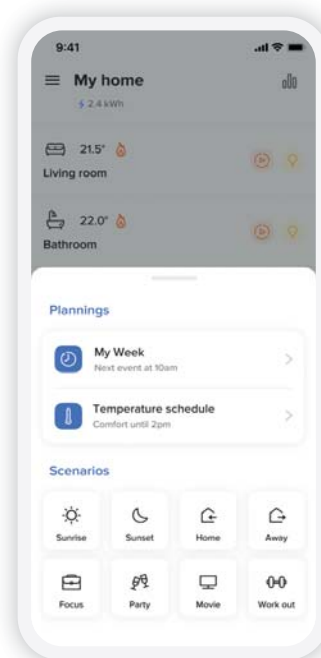 9:41
My home
2.4 kWh
21.5°
Living room
22.0°
Bathroom
Plannings
My Week
Next event at 10am
Temperature schedule
Comfort until 2pm
Scenarios
Sunrise Sunset Home Away
Focus Party Movie Work out